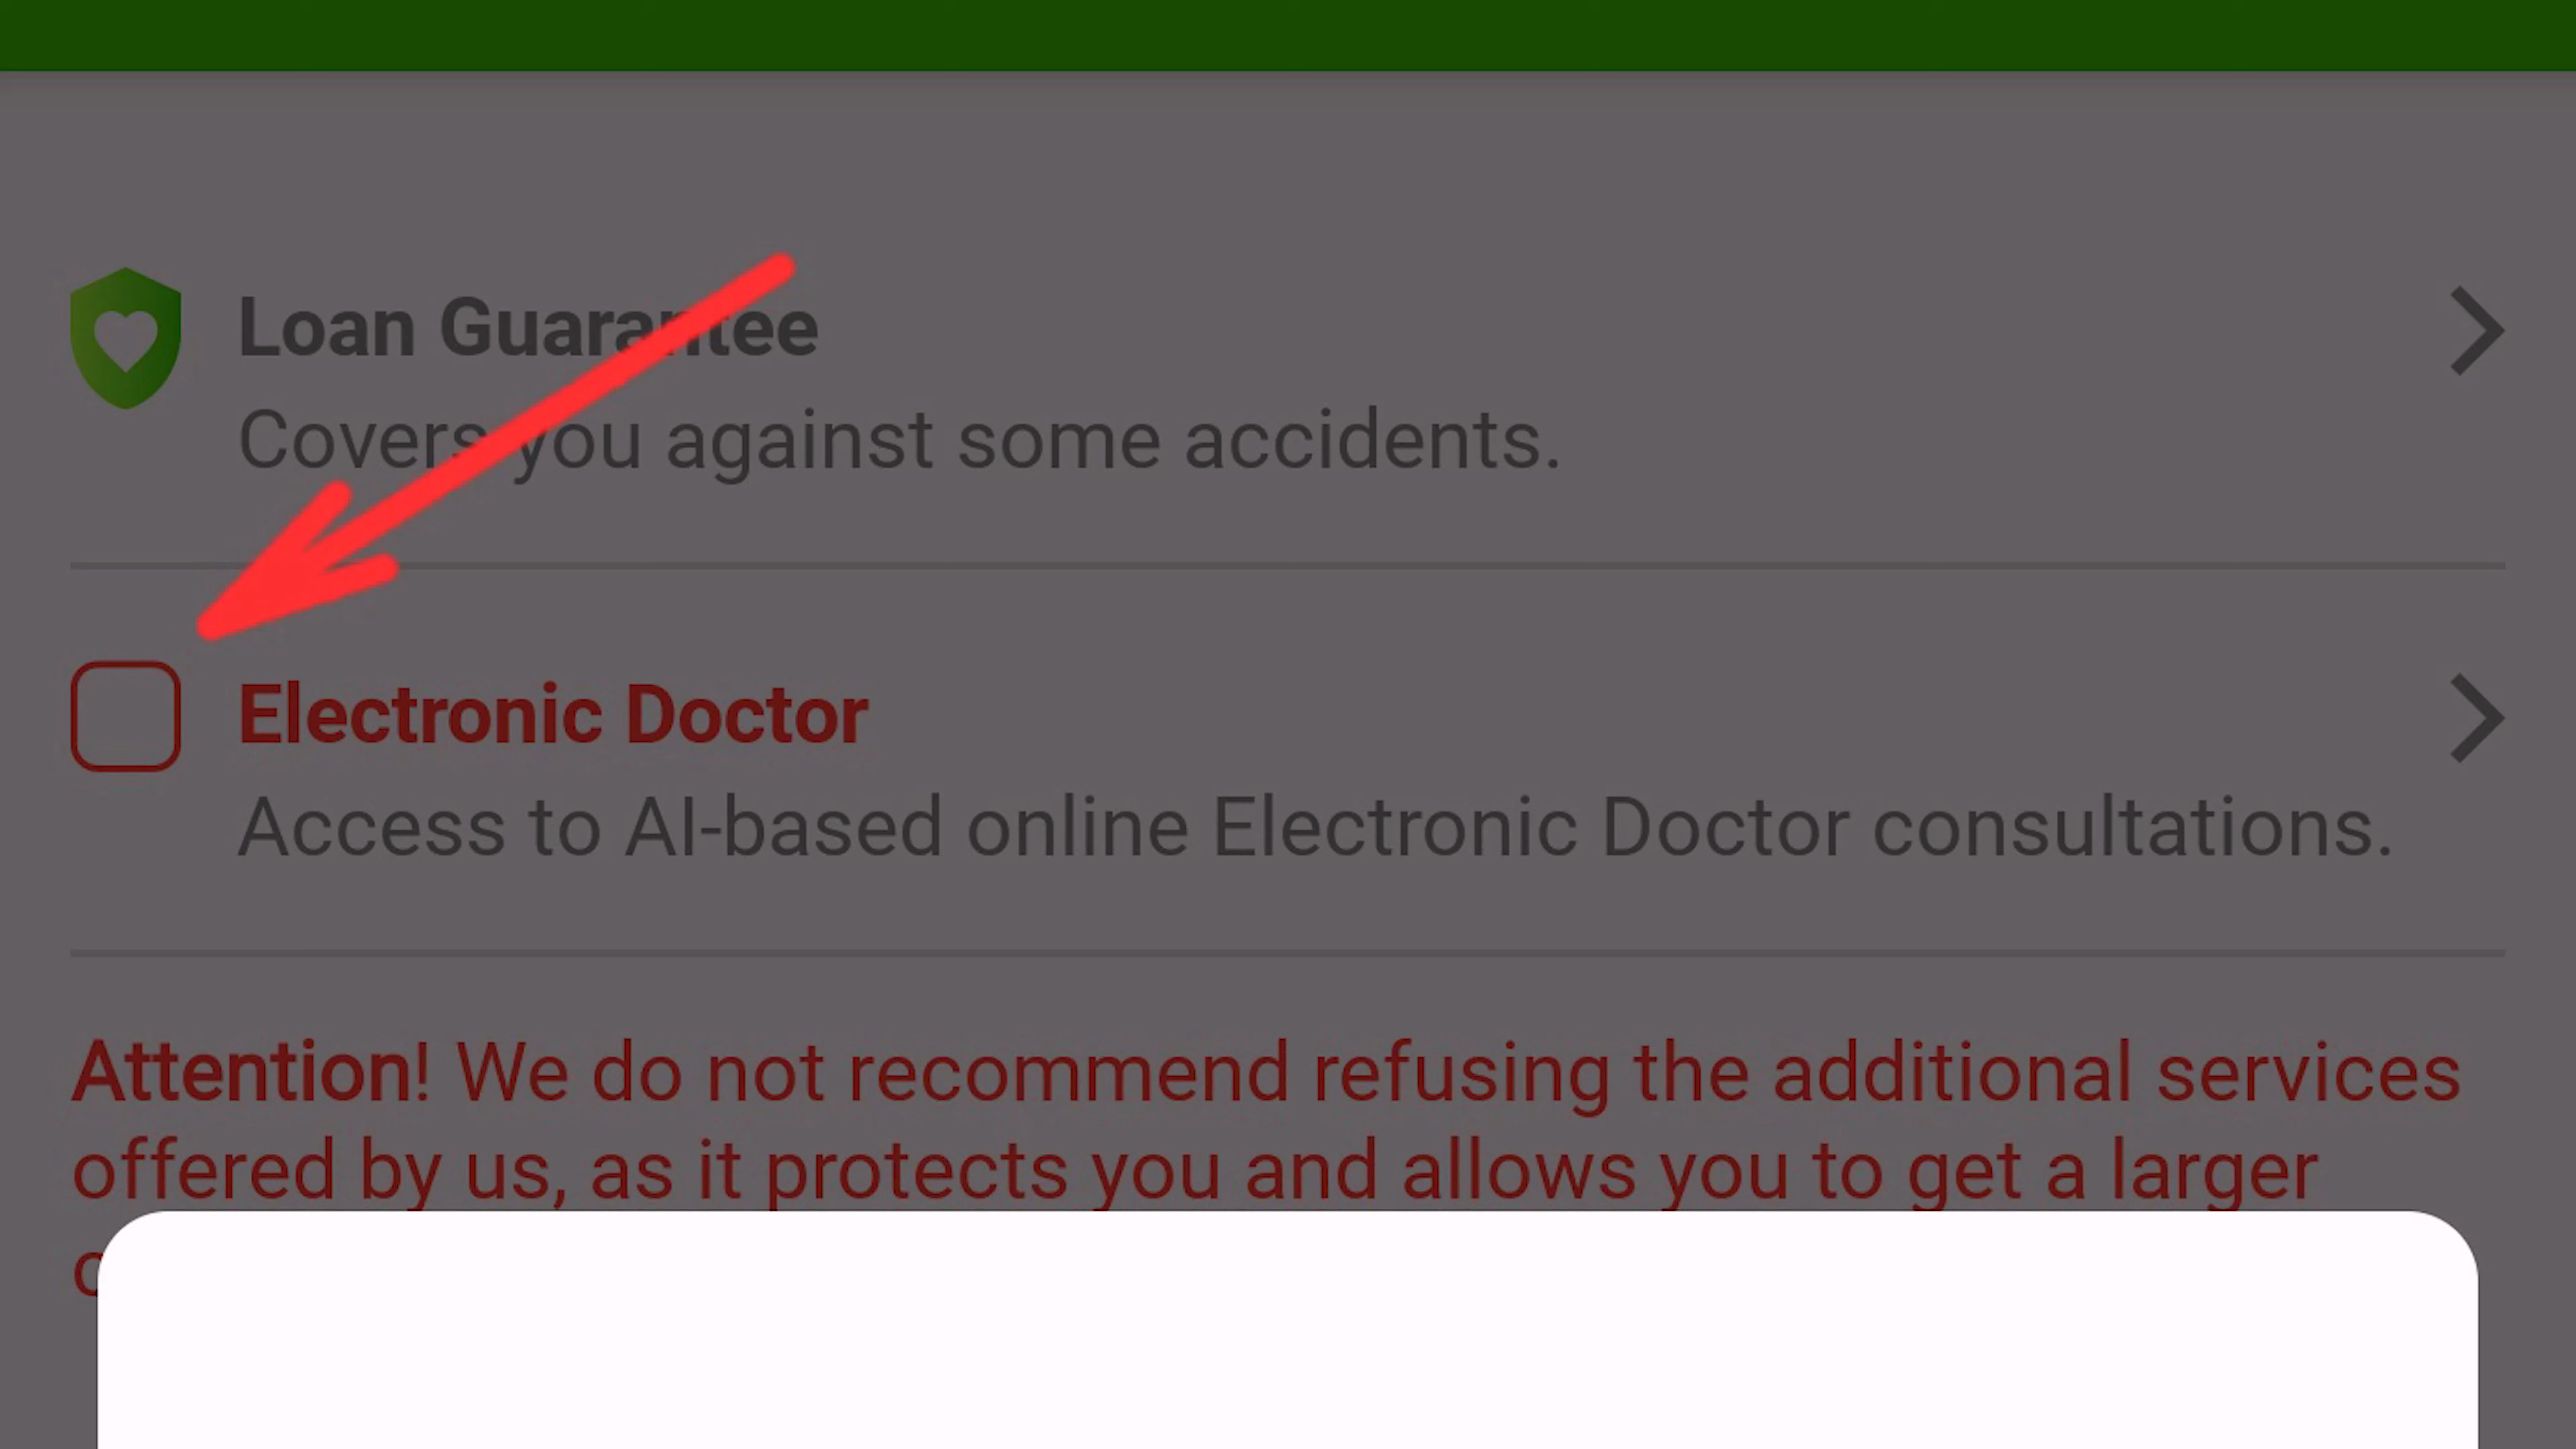 Loan Guarantee
Covers you against some accidents.
Electronic Doctor
Access to AI-based online Electronic Doctor consultations.
Attention! We do not recommend refusing the additional services
offered by us, as it protects you and allows you to get a larger